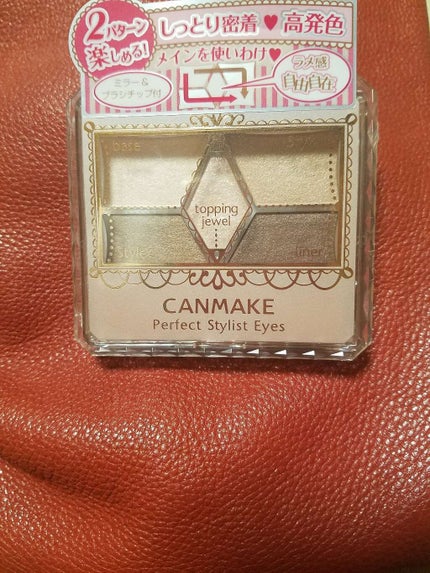 2パターン
楽しめる!
しっとり密着♥高発色
メインを使いわけ♥
ミラー&
ブラシチップ付
ラメ感
自由自在
base
topping
jewel
liner
CANMAKE
Perfect Stylist Eyes